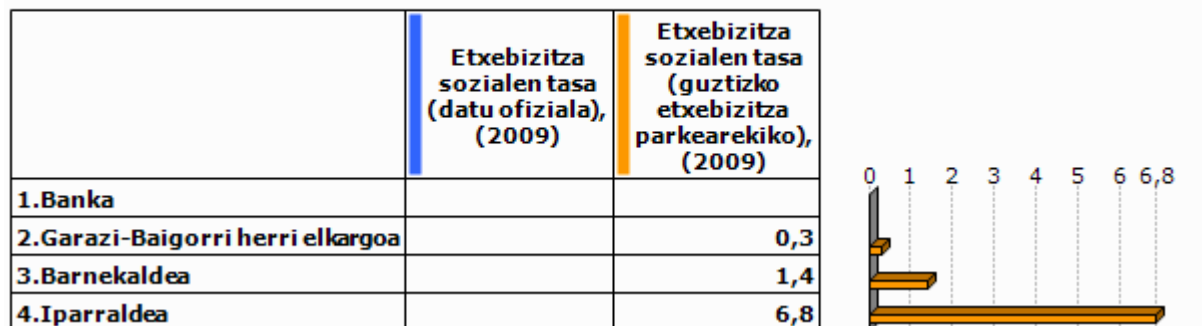 Etxebizitza
sozialen tasa
(datu ofiziala),
(2009)
Etxebizitza
sozialen tasa
(guztizko
etxebizitza
parkearekiko),
(2009)
0 1 2 3 4 5 6 6,8
1.Banka
2.Garazi-Baigorri herri elkargoa 0,3
3.Barnekaldea 1,4
4.Iparraldea 6,8